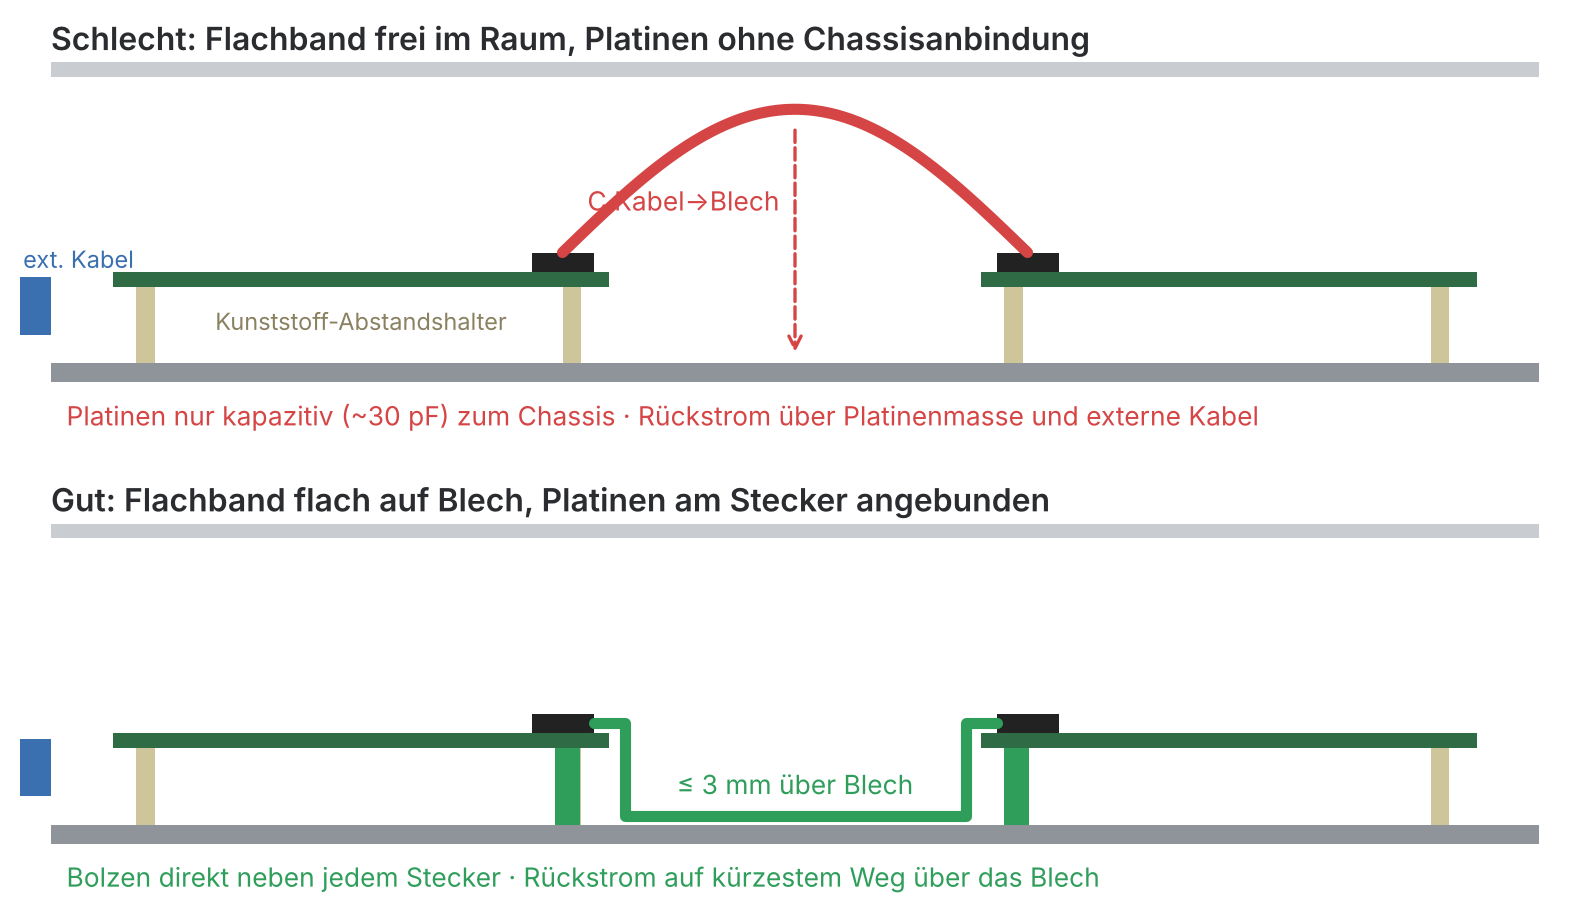 Schlecht: Flachband frei im Raum, Platinen ohne Chassisanbindung
C Kabel→Blech
ext. Kabel
Kunststoff-Abstandshalter
Platinen nur kapazitiv (~30 pF) zum Chassis · Rückstrom über Platinenmasse und externe Kabel
Gut: Flachband flach auf Blech, Platinen am Stecker angebunden
≤ 3 mm über Blech
Bolzen direkt neben jedem Stecker · Rückstrom auf kürzestem Weg über das Blech